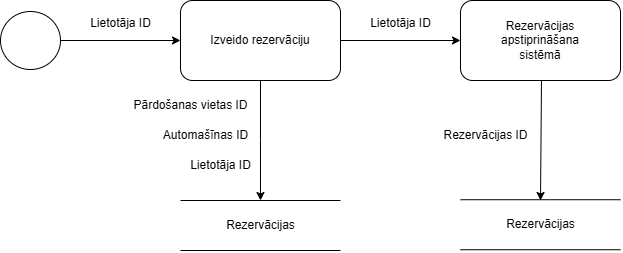 Lietotāja ID
Izveido rezervāciju
Lietotāja ID
Rezervācijas
apstiprināšana
sistēmā
Pārdošanas vietas ID
Automašīnas ID
Lietotāja ID
Rezervācijas ID
Rezervācijas
Rezervācijas